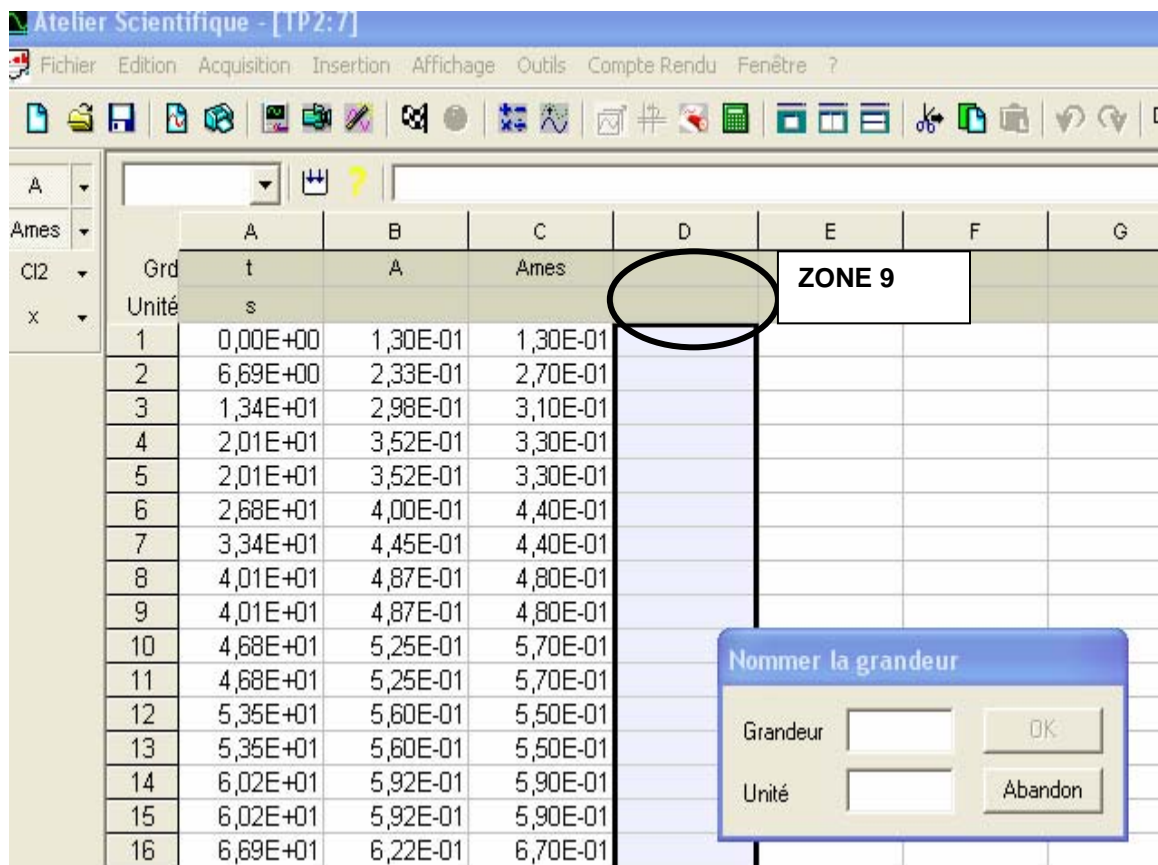 Atelier Scientifique - [TP2:7]
Fichier Edition Acquisition Insertion Affichage Outils Compte Rendu Fenêtre ?
A
Ames
Cl2
x
A B C D E F G
Grd t A Ames
Unité s
ZONE 9
1 0,00E+00 1,30E-01 1,30E-01
2 6,69E+00 2,33E-01 2,70E-01
3 1,34E+01 2,98E-01 3,10E-01
4 2,01E+01 3,52E-01 3,30E-01
5 2,01E+01 3,52E-01 3,30E-01
6 2,68E+01 4,00E-01 4,40E-01
7 3,34E+01 4,45E-01 4,40E-01
8 4,01E+01 4,87E-01 4,80E-01
9 4,01E+01 4,87E-01 4,80E-01
10 4,68E+01 5,25E-01 5,70E-01
11 4,68E+01 5,25E-01 5,70E-01
12 5,35E+01 5,60E-01 5,50E-01
13 5,35E+01 5,60E-01 5,50E-01
14 6,02E+01 5,92E-01 5,90E-01
15 6,02E+01 5,92E-01 5,90E-01
16 6,69E+01 6,22E-01 6,70E-01
Nommer la grandeur
Grandeur OK
Unité Abandon